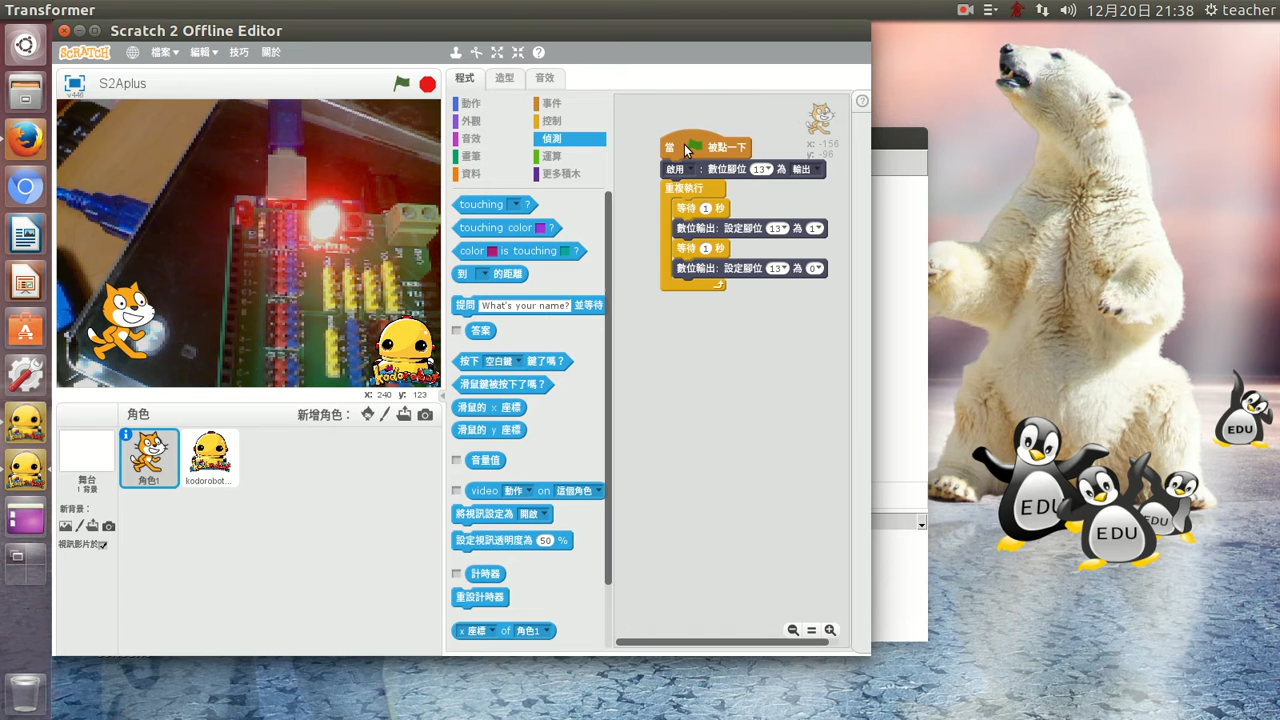 Transformer
12月20日 21:38
teacher
Scratch 2 Offline Editor
SCRATCH
檔案
編輯
技巧
關於
S2Aplus
v446
程式
造型
音效
動作
事件
外觀
控制
音效
偵測
畫筆
運算
資料
更多積木
touching ?
touching color ?
color is touching ?
到 的距離
提問 What's your name? 並等待
答案
按下 空白鍵 鍵了嗎?
滑鼠鍵被按下了嗎?
滑鼠的 x 座標
滑鼠的 y 座標
音量值
video 動作 on 這個角色
將視訊設定為 開啟
設定視訊透明度為 50 %
計時器
重設計時器
x 座標 of 角色1
當 被點一下
啟用 : 數位腳位 13 為 輸出
重複執行
等待 1 秒
數位輸出: 設定腳位 13 為 1
等待 1 秒
數位輸出: 設定腳位 13 為 0
x: -156
y: -96
kodorobot
x: 240 y: 123
角色
新增角色:
舞台
1 背景
新背景:
視訊影片於
角色1
kodorobot...
EDU
EDU
EDU
EDU